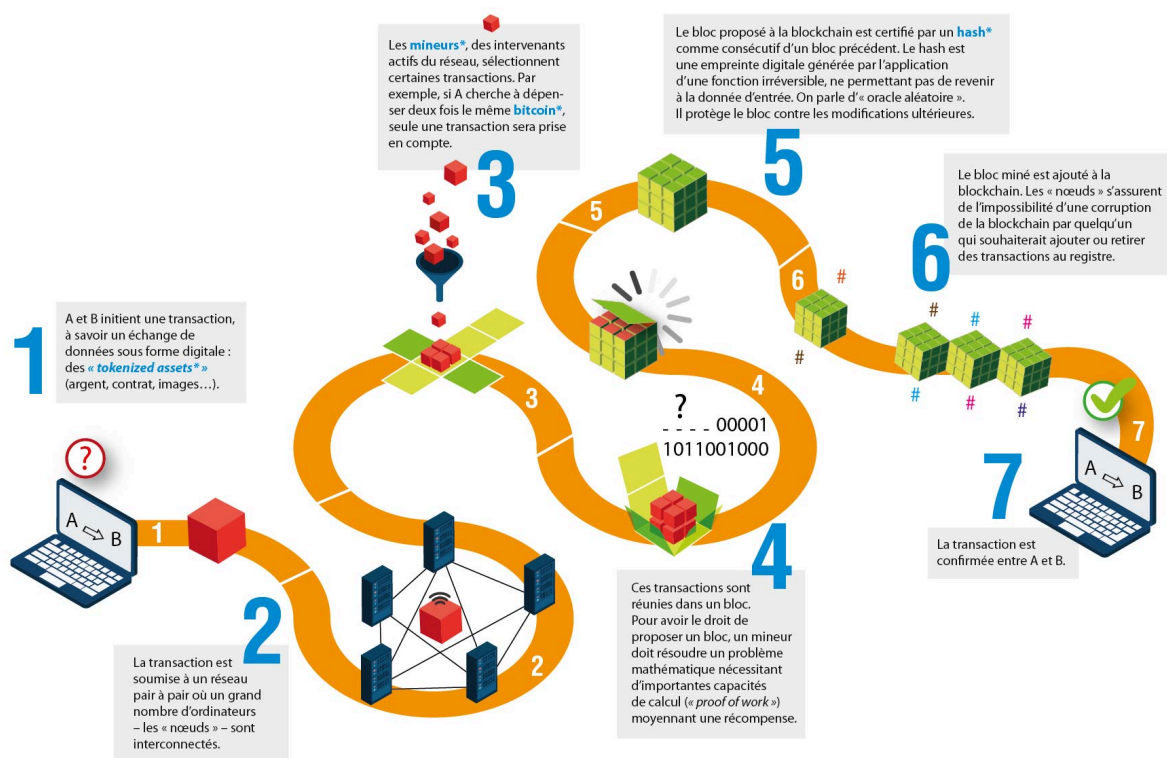 1
A et B initient une transaction,
à savoir un échange de
données sous forme digitale :
des « tokenized assets* »
(argent, contrat, images…).
?
A ⇨ B
1
2
La transaction est
soumise à un réseau
pair à pair où un grand
nombre d’ordinateurs
– les « nœuds » – sont
interconnectés.
2
3
Les mineurs*, des intervenants
actifs du réseau, sélectionnent
certaines transactions. Par
exemple, si A cherche à dépen-
ser deux fois le même bitcoin*,
seule une transaction sera prise
en compte.
3
4
Ces transactions sont
réunies dans un bloc.
Pour avoir le droit de
proposer un bloc, un mineur
doit résoudre un problème
mathématique nécessitant
d’importantes capacités
de calcul (« proof of work »)
moyennant une récompense.
?
_ _ _ _ 00001
1011001000
4
5
Le bloc proposé à la blockchain est certifié par un hash*
comme consécutif d’un bloc précédent. Le hash est
une empreinte digitale générée par l’application
d’une fonction irréversible, ne permettant pas de revenir
à la donnée d’entrée. On parle d’« oracle aléatoire ».
Il protège le bloc contre les modifications ultérieures.
5
6
Le bloc miné est ajouté à la
blockchain. Les « nœuds » s’assurent
de l’impossibilité d’une corruption
de la blockchain par quelqu’un
qui souhaiterait ajouter ou retirer
des transactions au registre.
6
#
#
# # #
# # #
7
7
A ⇨ B
La transaction est
confirmée entre A et B.